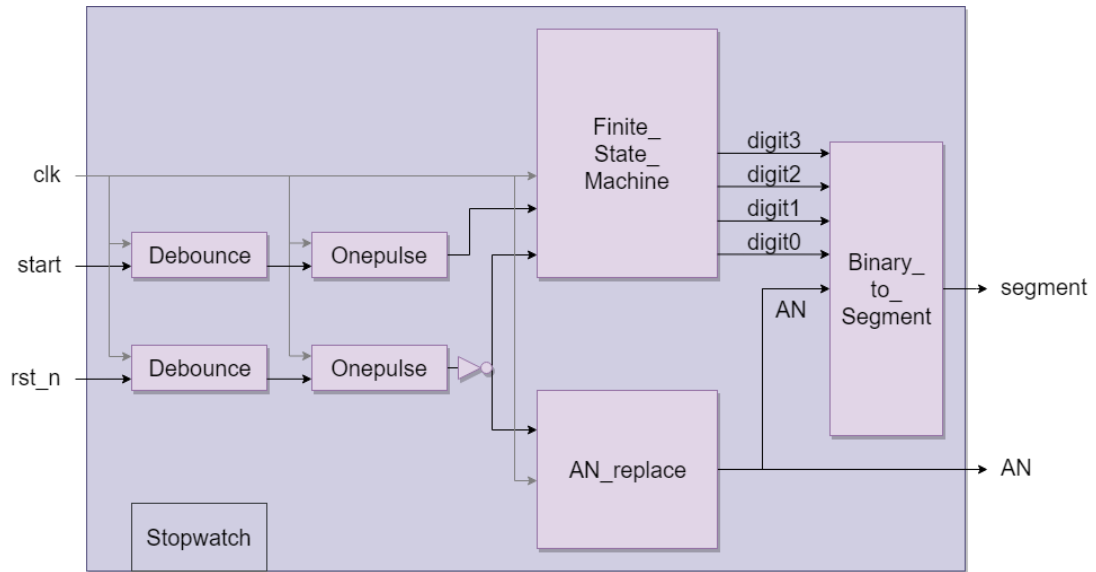 clk
start
rst_n
Debounce
Onepulse
Debounce
Onepulse
Finite_
State_
Machine
AN_replace
digit3
digit2
digit1
digit0
AN
Binary_
to_
Segment
segment
AN
Stopwatch